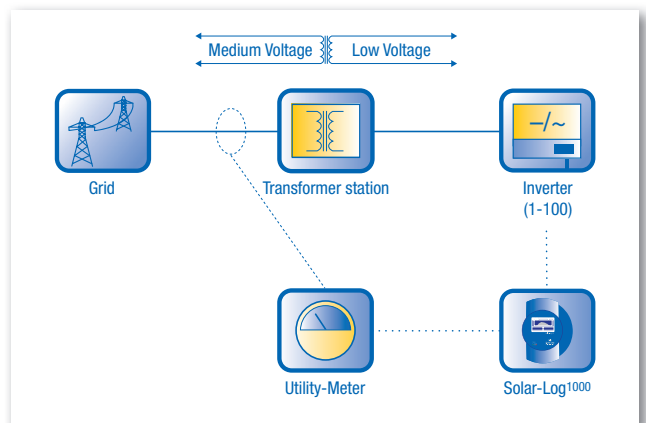 Medium Voltage Low Voltage
–/~
Grid Transformer station Inverter
(1-100)
Utility-Meter Solar-Log1000